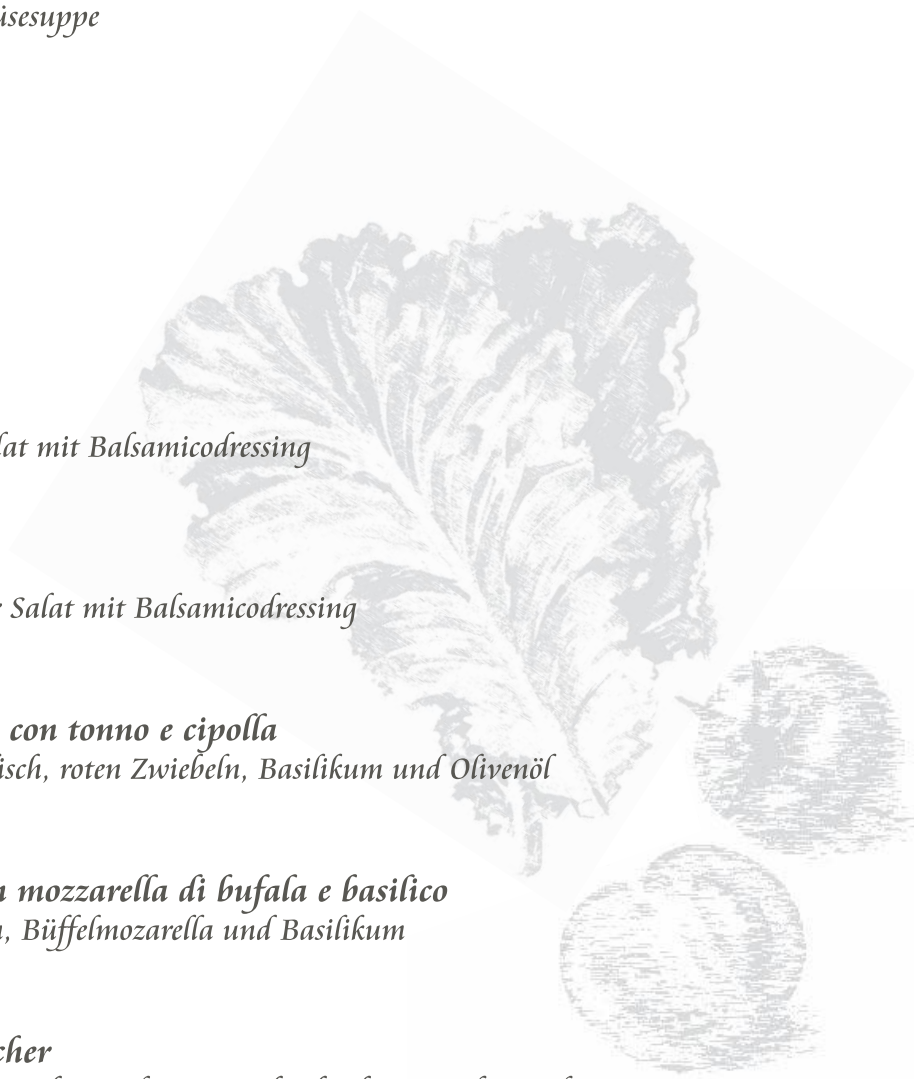 üsesuppe
lat mit Balsamicodressing
r Salat mit Balsamicodressing
con tonno e cipolla
isch, roten Zwiebeln, Basilikum und Olivenöl
n mozzarella di bufala e basilico
n, Büffelmozarella und Basilikum
cher